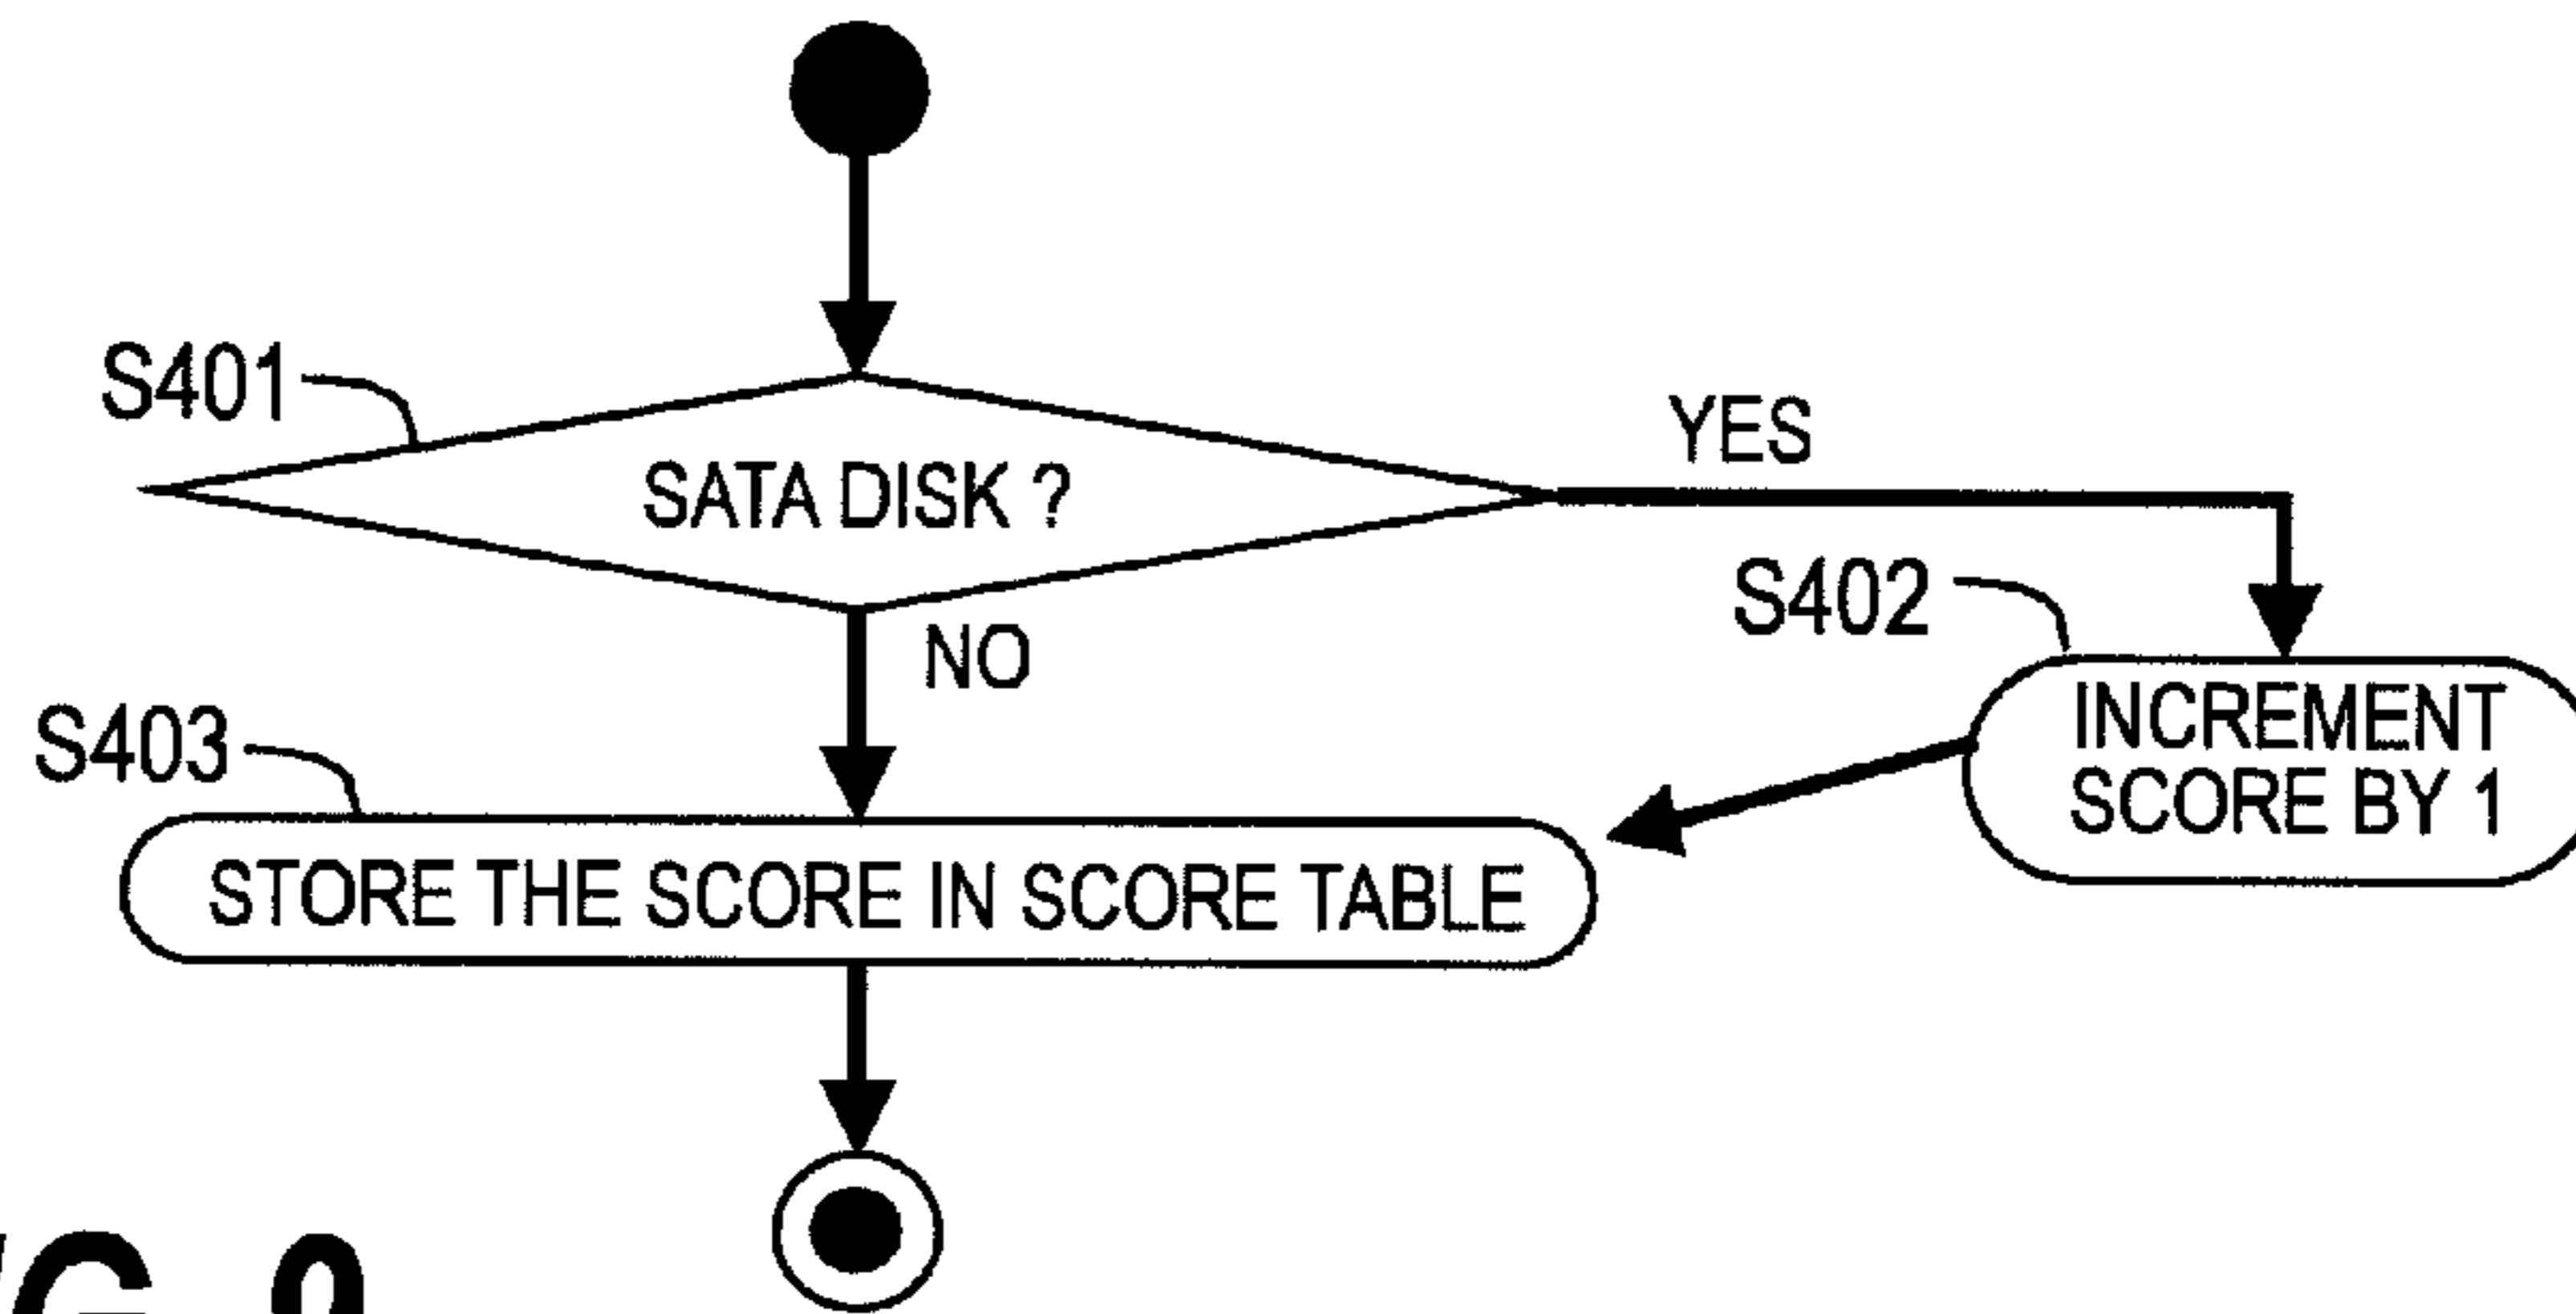 S401
SATA DISK ?
YES
S402
NO
INCREMENT
SCORE BY 1
S403
STORE THE SCORE IN SCORE TABLE